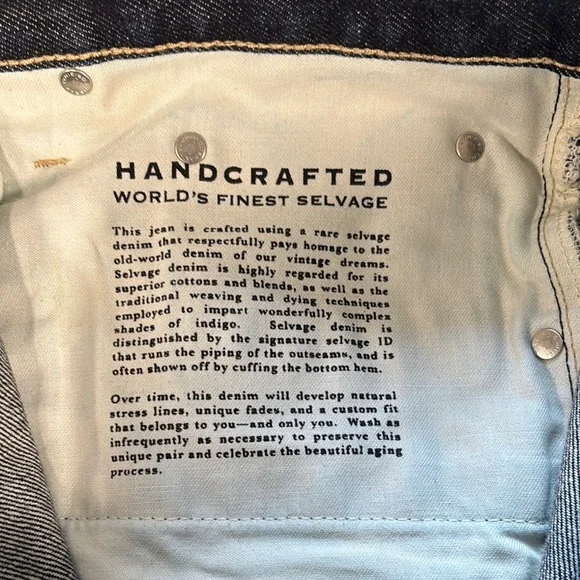 HANDCRAFTED
WORLD'S FINEST SELVAGE
This jean is crafted using a rare selvage
denim that respectfully pays homage to the
old-world denim of our vintage dreams.
Selvage denim is highly regarded for its
superior cottons and blends, as well as the
traditional weaving and dying techniques
employed to impart wonderfully complex
shades of indigo. Selvage denim is
distinguished by the signature selvage ID
that runs the piping of the outseams, and is
often shown off by cuffing the bottom hem.
Over time, this denim will develop natural
stress lines, unique fades, and a custom fit
that belongs to you—and only you. Wash as
infrequently as necessary to preserve this
unique pair and celebrate the beautiful aging
process.